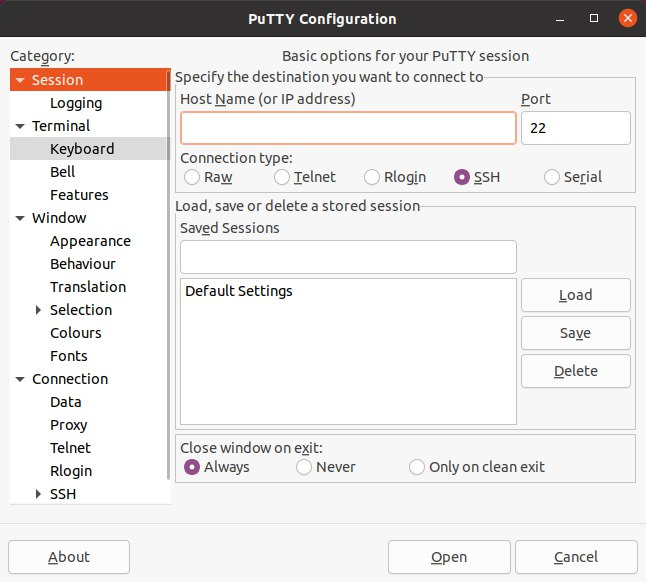 PuTTY Configuration
Category:
Session
Logging
Terminal
Keyboard
Bell
Features
Window
Appearance
Behaviour
Translation
Selection
Colours
Fonts
Connection
Data
Proxy
Telnet
Rlogin
SSH
Basic options for your PuTTY session
Specify the destination you want to connect to
Host Name (or IP address) Port
22
Connection type:
Raw Telnet Rlogin SSH Serial
Load, save or delete a stored session
Saved Sessions
Default Settings
Load
Save
Delete
Close window on exit:
Always Never Only on clean exit
About Open Cancel